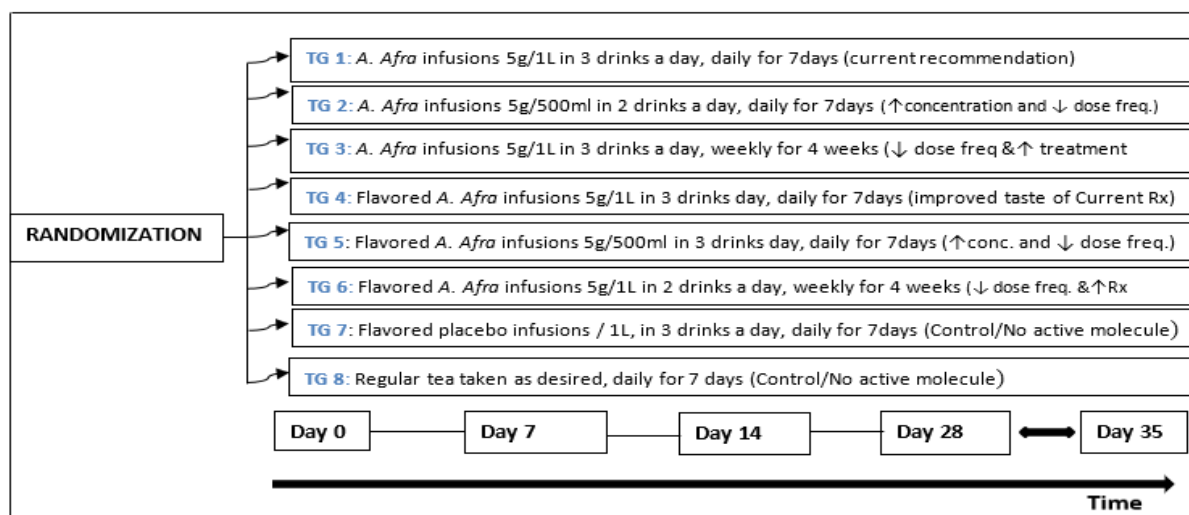 TG 1: A. Afra infusions 5g/1L in 3 drinks a day, daily for 7days (current recommendation)
TG 2: A. Afra infusions 5g/500ml in 2 drinks a day, daily for 7days (↑concentration and ↓ dose freq.)
TG 3: A. Afra infusions 5g/1L in 3 drinks a day, weekly for 4 weeks (↓ dose freq &↑ treatment
TG 4: Flavored A. Afra infusions 5g/1L in 3 drinks day, daily for 7days (improved taste of Current Rx)
RANDOMIZATION
TG 5: Flavored A. Afra infusions 5g/500ml in 3 drinks day, daily for 7days (↑conc. and ↓ dose freq.)
TG 6: Flavored A. Afra infusions 5g/1L in 2 drinks a day, weekly for 4 weeks (↓ dose freq. &↑Rx
TG 7: Flavored placebo infusions / 1L, in 3 drinks a day, daily for 7days (Control/No active molecule)
TG 8: Regular tea taken as desired, daily for 7 days (Control/No active molecule)
Day 0
Day 7
Day 14
Day 28
Day 35
Time